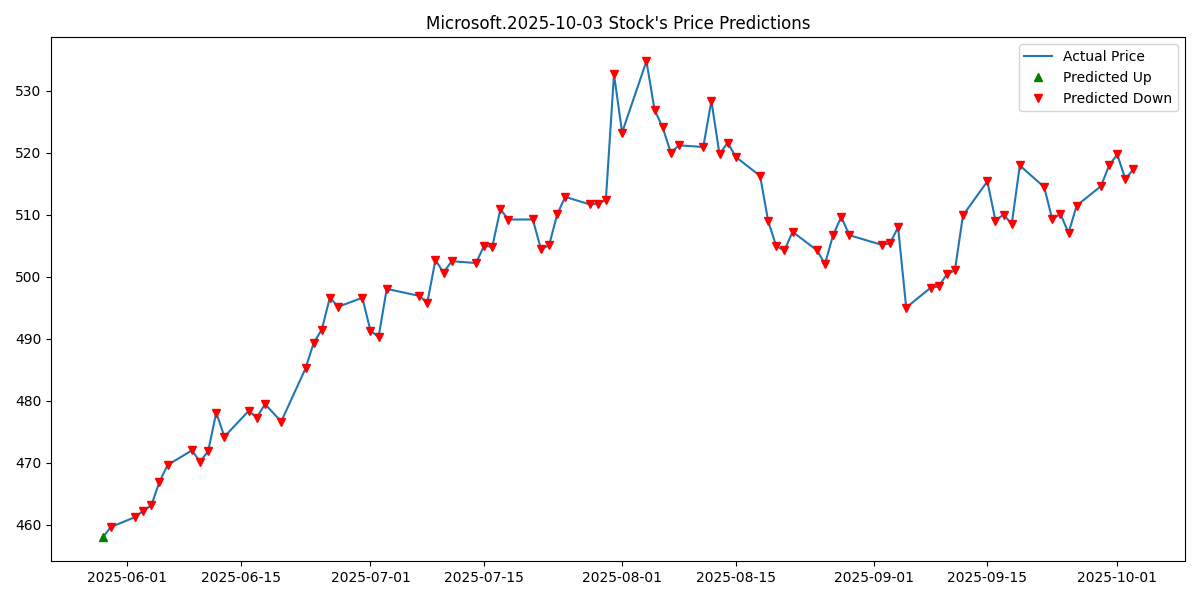 Microsoft.2025-10-03 Stock's Price Predictions
Actual Price
Predicted Up
Predicted Down
530
520
510
500
490
480
470
460
2025-06-01 2025-06-15 2025-07-01 2025-07-15 2025-08-01 2025-08-15 2025-09-01 2025-09-15 2025-10-01